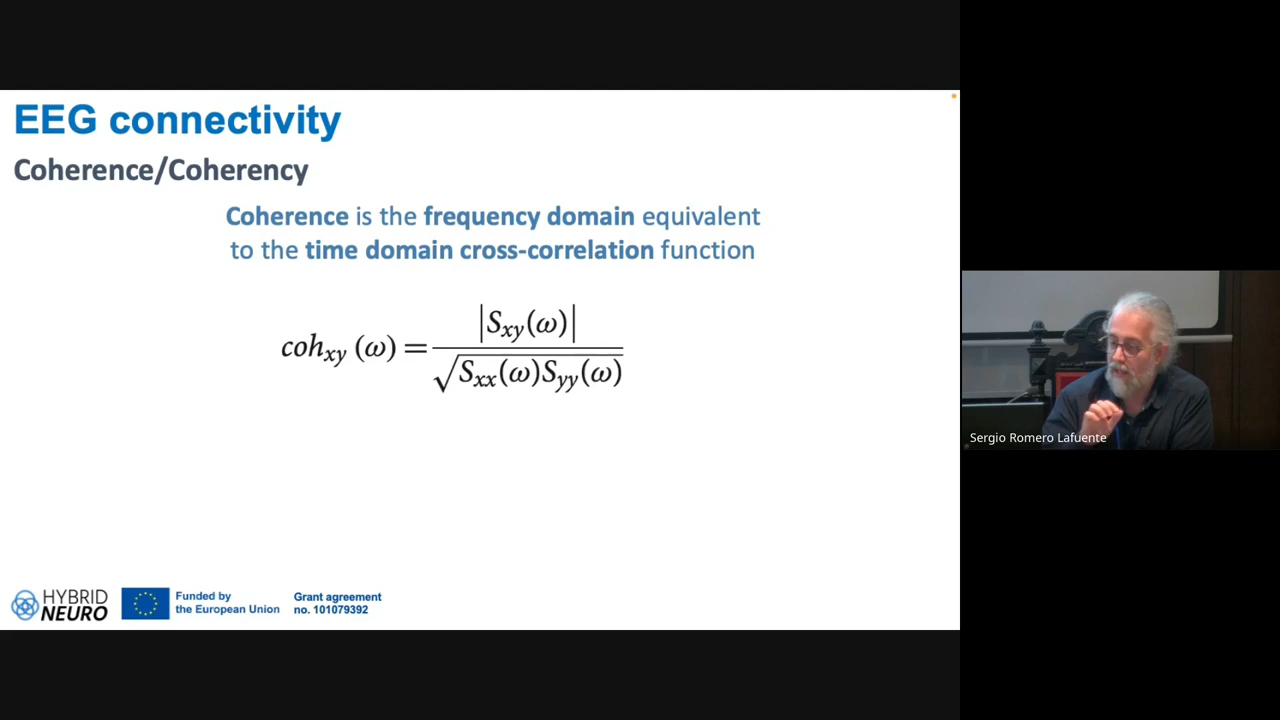 EEG connectivity
Coherence/Coherency
Coherence is the frequency domain equivalent
to the time domain cross-correlation function
coh_xy (ω) = |S_xy(ω)| / √S_xx(ω)S_yy(ω)
HYBRID
NEURO
Funded by
the European Union
Grant agreement
no. 101079392
Sergio Romero Lafuente